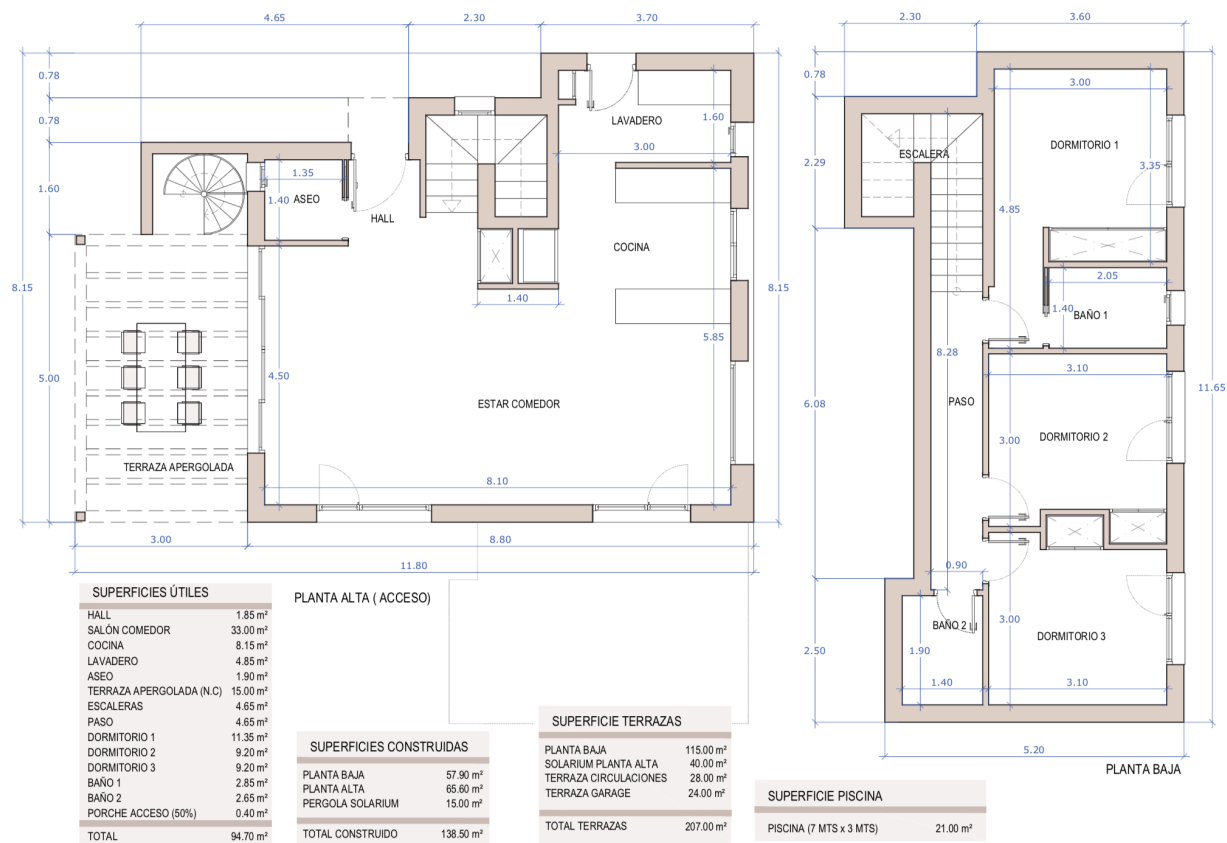 4.65
2.30
3.70
0.78
0.78
1.60
8.15
5.00
LAVADERO
1.60
3.00
1.35
ASEO
1.40
HALL
COCINA
1.40
8.15
5.85
4.50
ESTAR COMEDOR
TERRAZA APERGOLADA
8.10
3.00
8.80
11.80
PLANTA ALTA ( ACCESO)
2.30
3.60
0.78
3.00
DORMITORIO 1
ESCALERA
2.29
3.35
4.85
2.05
1.40
BAÑO 1
8.28
3.10
11.65
PASO
6.08
3.00
DORMITORIO 2
0.90
BAÑO 2
3.00
DORMITORIO 3
2.50
1.90
1.40
3.10
5.20
PLANTA BAJA
SUPERFICIES ÚTILES
HALL 1.85 m²
SALÓN COMEDOR 33.00 m²
COCINA 8.15 m²
LAVADERO 4.85 m²
ASEO 1.90 m²
TERRAZA APERGOLADA (N.C) 15.00 m²
ESCALERAS 4.65 m²
PASO 4.65 m²
DORMITORIO 1 11.35 m²
DORMITORIO 2 9.20 m²
DORMITORIO 3 9.20 m²
BAÑO 1 2.85 m²
BAÑO 2 2.65 m²
PORCHE ACCESO (50%) 0.40 m²
TOTAL 94.70 m²
SUPERFICIES CONSTRUIDAS
PLANTA BAJA 57.90 m²
PLANTA ALTA 65.60 m²
PERGOLA SOLARIUM 15.00 m²
TOTAL CONSTRUIDO 138.50 m²
SUPERFICIE TERRAZAS
PLANTA BAJA 115.00 m²
SOLARIUM PLANTA ALTA 40.00 m²
TERRAZA CIRCULACIONES 28.00 m²
TERRAZA GARAGE 24.00 m²
TOTAL TERRAZAS 207.00 m²
SUPERFICIE PISCINA
PISCINA (7 MTS x 3 MTS) 21.00 m²